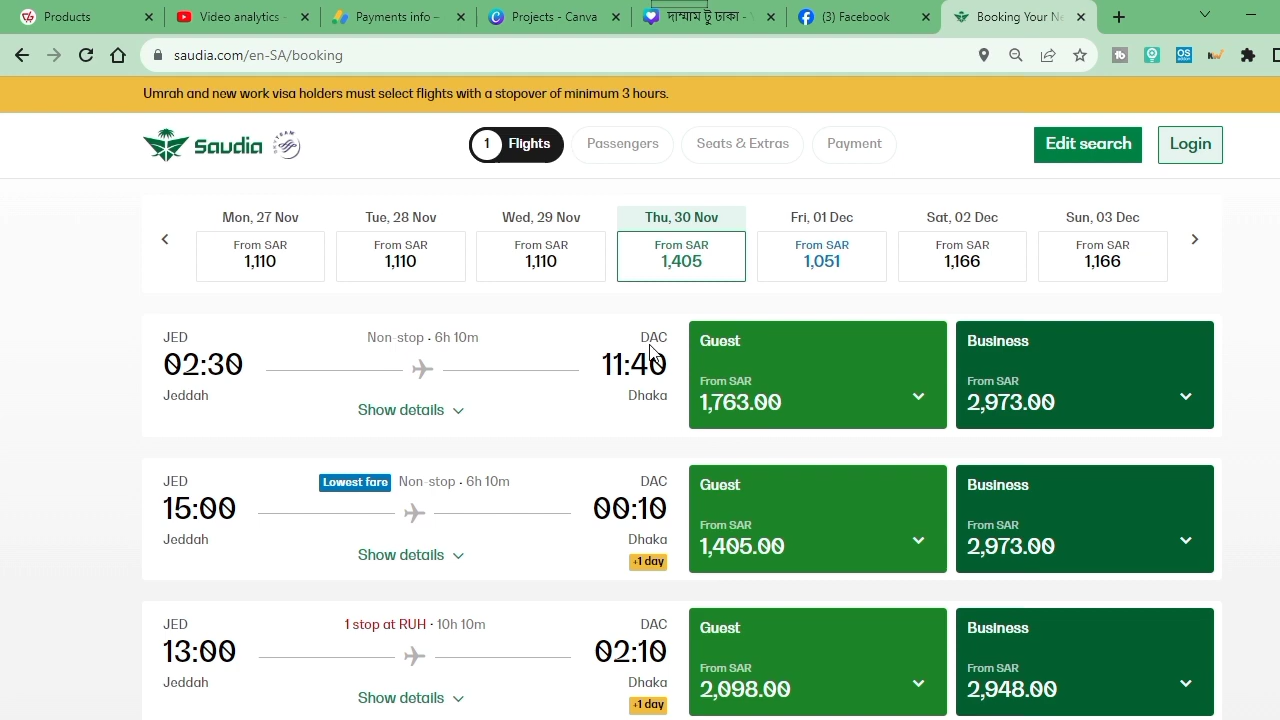 Products
Video analytics -
Payments info –
Projects - Canva
দাম্মাম টু ঢাকা -
(3) Facebook
Booking Your Ne
saudia.com/en-SA/booking
Umrah and new work visa holders must select flights with a stopover of minimum 3 hours.
Saudia
1 Flights
Passengers
Seats & Extras
Payment
Edit search
Login
Mon, 27 Nov
Tue, 28 Nov
Wed, 29 Nov
Thu, 30 Nov
Fri, 01 Dec
Sat, 02 Dec
Sun, 03 Dec
From SAR
From SAR
From SAR
From SAR
From SAR
From SAR
From SAR
1,110
1,110
1,110
1,405
1,051
1,166
1,166
JED
Non-stop · 6h 10m
DAC
02:30
11:40
Jeddah
Show details
Dhaka
Guest
From SAR
1,763.00
Business
From SAR
2,973.00
JED
Lowest fare Non-stop · 6h 10m
DAC
15:00
00:10
Jeddah
Show details
Dhaka
+1 day
Guest
From SAR
1,405.00
Business
From SAR
2,973.00
JED
1 stop at RUH · 10h 10m
DAC
13:00
02:10
Jeddah
Show details
Dhaka
+1 day
Guest
From SAR
2,098.00
Business
From SAR
2,948.00